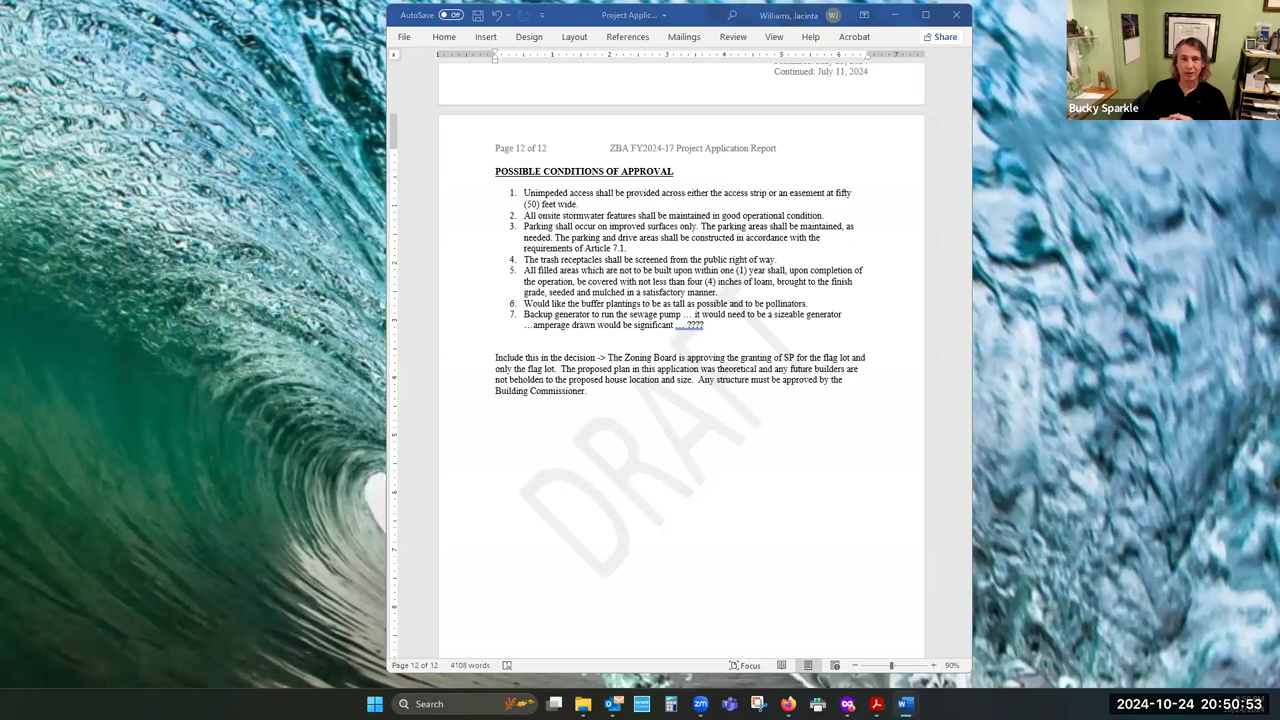 AutoSave Off Project Applic... Williams, Jacinta WJ
File Home Insert Design Layout References Mailings Review View Help Acrobat Share
Continued: July 11, 2024
Page 12 of 12 ZBA FY2024-17 Project Application Report
POSSIBLE CONDITIONS OF APPROVAL
1. Unimpeded access shall be provided across either the access strip or an easement at fifty
(50) feet wide.
2. All onsite stormwater features shall be maintained in good operational condition.
3. Parking shall occur on improved surfaces only. The parking areas shall be maintained, as
needed. The parking and drive areas shall be constructed in accordance with the
requirements of Article 7.1.
4. The trash receptacles shall be screened from the public right of way.
5. All filled areas which are not to be built upon within one (1) year shall, upon completion of
the operation, be covered with not less than four (4) inches of loam, brought to the finish
grade, seeded and mulched in a satisfactory manner.
6. Would like the buffer plantings to be as tall as possible and to be pollinators.
7. Backup generator to run the sewage pump … it would need to be a sizeable generator
…amperage drawn would be significant … ????
Include this in the decision -> The Zoning Board is approving the granting of SP for the flag lot and
only the flag lot. The proposed plan in this application was theoretical and any future builders are
not beholden to the proposed house location and size. Any structure must be approved by the
Building Commissioner.
DRAFT
Page 12 of 12 4108 words Focus 90%
Bucky Sparkle
Search
2024-10-24 20:50:53